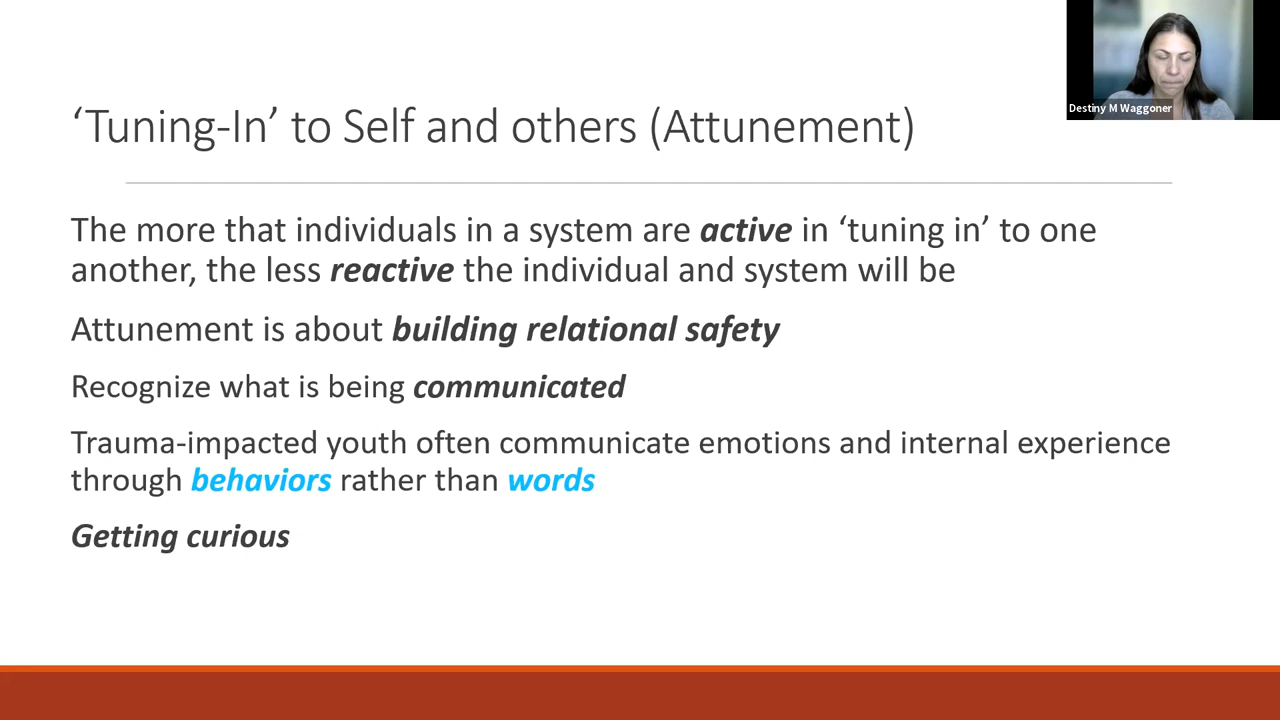 Destiny M Waggoner
‘Tuning-In’ to Self and others (Attunement)
The more that individuals in a system are active in ‘tuning in’ to one
another, the less reactive the individual and system will be
Attunement is about building relational safety
Recognize what is being communicated
Trauma-impacted youth often communicate emotions and internal experience
through behaviors rather than words
Getting curious